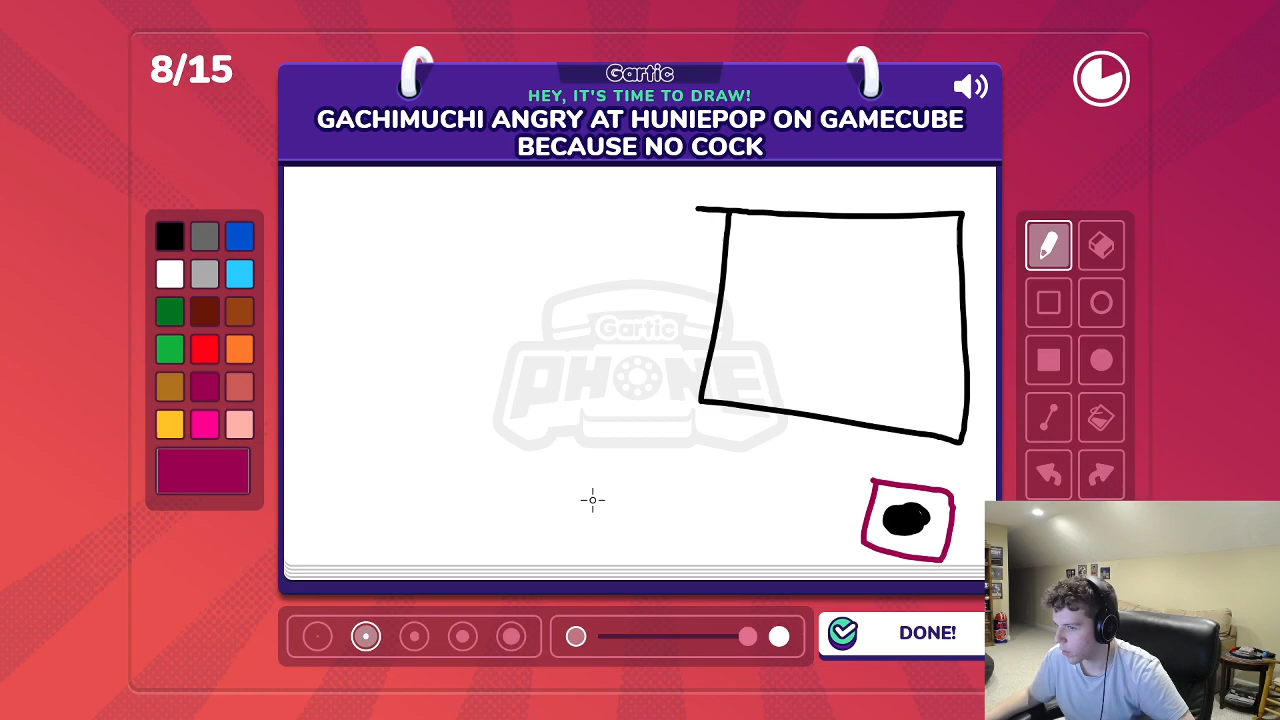 8/15
Gartic
HEY, IT'S TIME TO DRAW!
GACHIMUCHI ANGRY AT HUNIEPOP ON GAMECUBE
BECAUSE NO COCK
Gartic
PHONE
DONE!